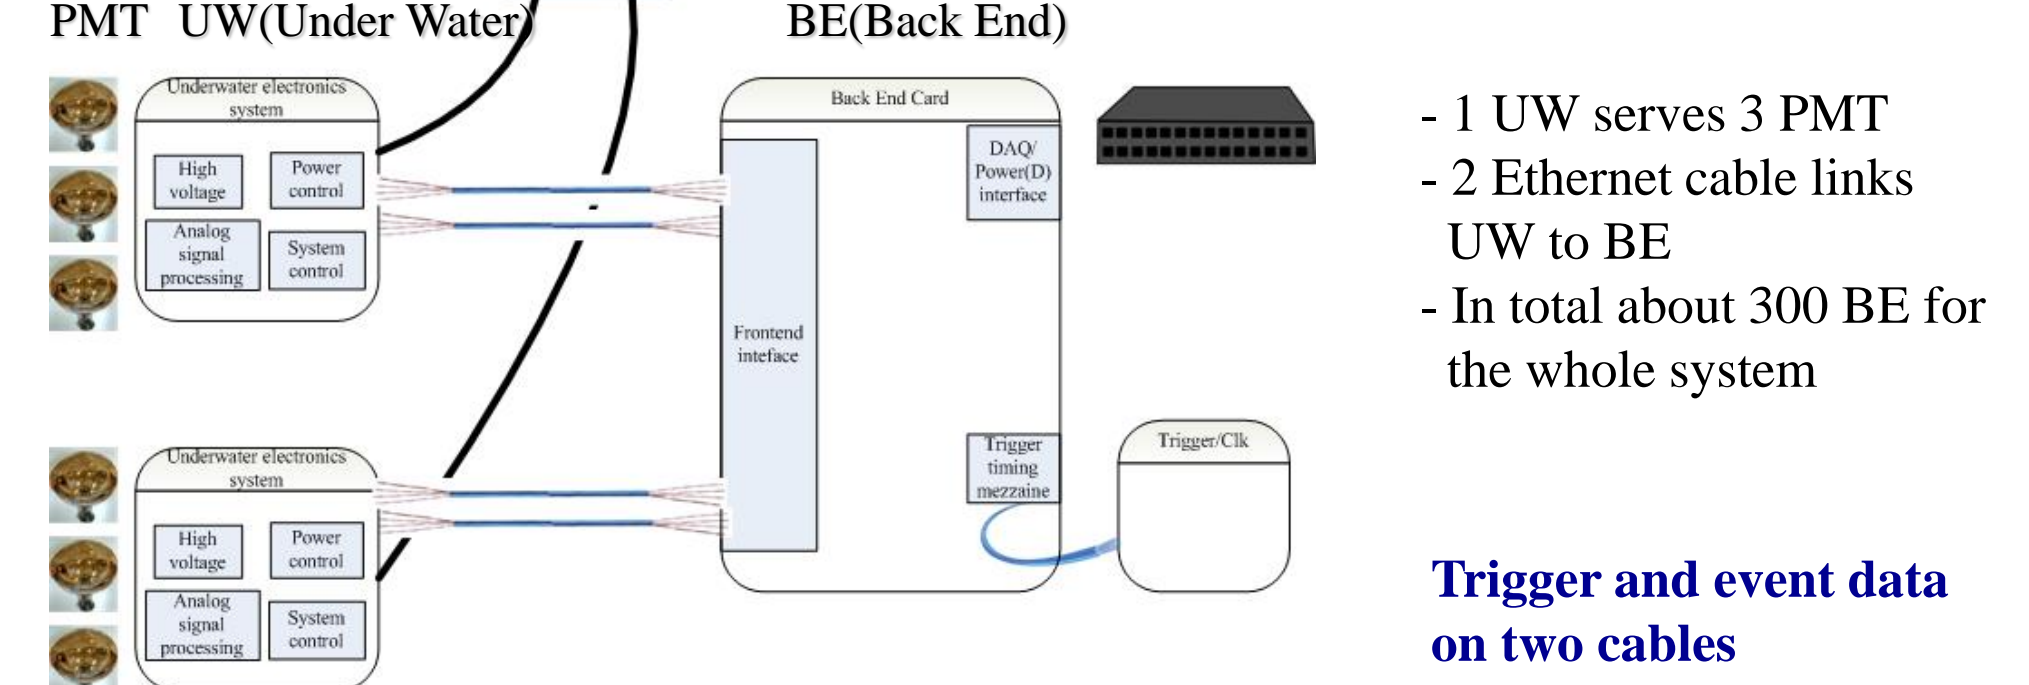 PMT UW(Under Water) BE(Back End)
Underwater electronics
system
High
voltage
Power
control
Analog
signal
processing
System
control
Back End Card
DAQ/
Power(D)
interface
Frontend
inteface
Trigger
timing
mezzaine
Trigger/Clk
Underwater electronics
system
High
voltage
Power
control
Analog
signal
processing
System
control
- 1 UW serves 3 PMT
- 2 Ethernet cable links
UW to BE
- In total about 300 BE for
the whole system
Trigger and event data
on two cables